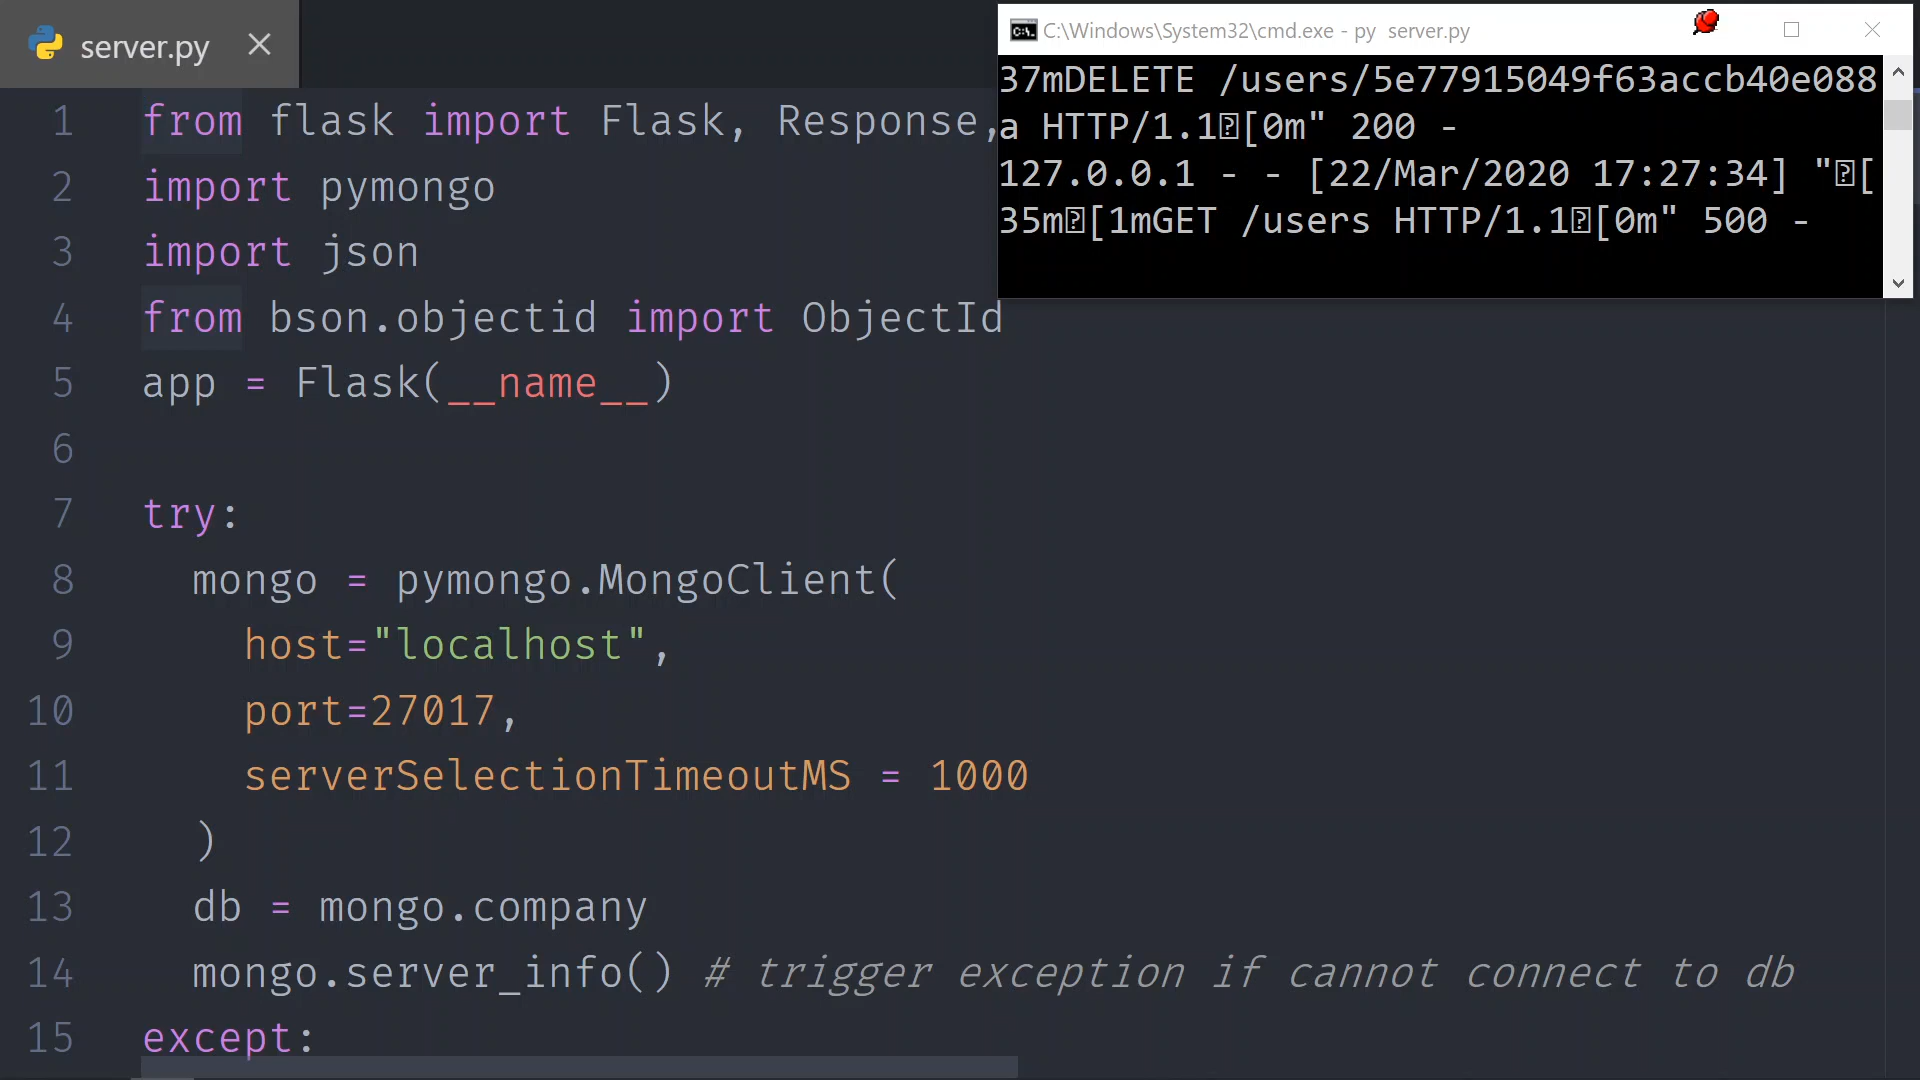 server.py
C:\Windows\System32\cmd.exe - py server.py
37mDELETE /users/5e77915049f63accb40e088
a HTTP/1.1⍰[0m" 200 -
127.0.0.1 - - [22/Mar/2020 17:27:34] "⍰[
35m⍰[1mGET /users HTTP/1.1⍰[0m" 500 -
1 from flask import Flask, Response,
2 import pymongo
3 import json
4 from bson.objectid import ObjectId
5 app = Flask(__name__)
6
7 try:
8 mongo = pymongo.MongoClient(
9 host="localhost",
10 port=27017,
11 serverSelectionTimeoutMS = 1000
12 )
13 db = mongo.company
14 mongo.server_info() # trigger exception if cannot connect to db
15 except: